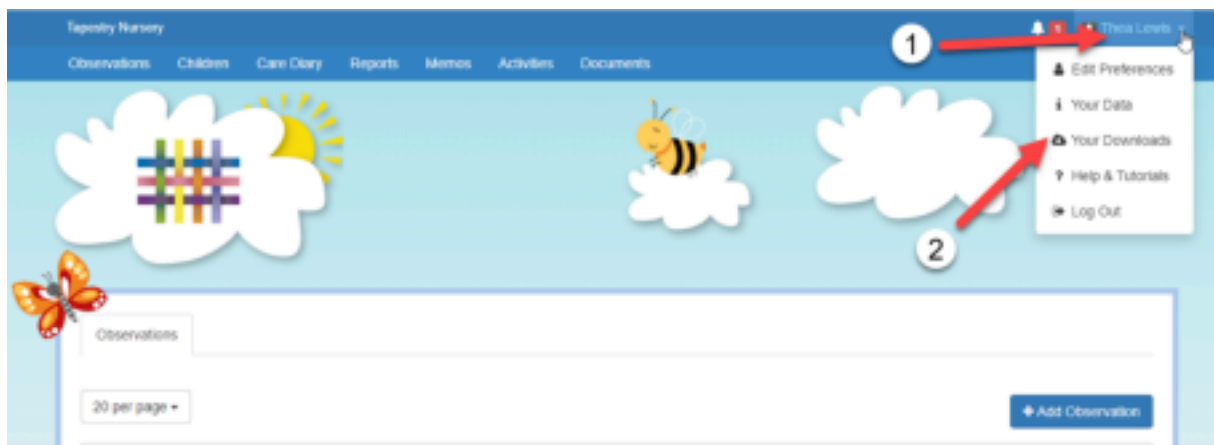 Tapestry Nursery
1
Thea Lewis
Observations Children Care Diary Reports Memos Activities Documents
1
Edit Preferences
Your Data
Your Downloads
? Help & Tutorials
Log Out
2
Observations
20 per page
+ Add Observation